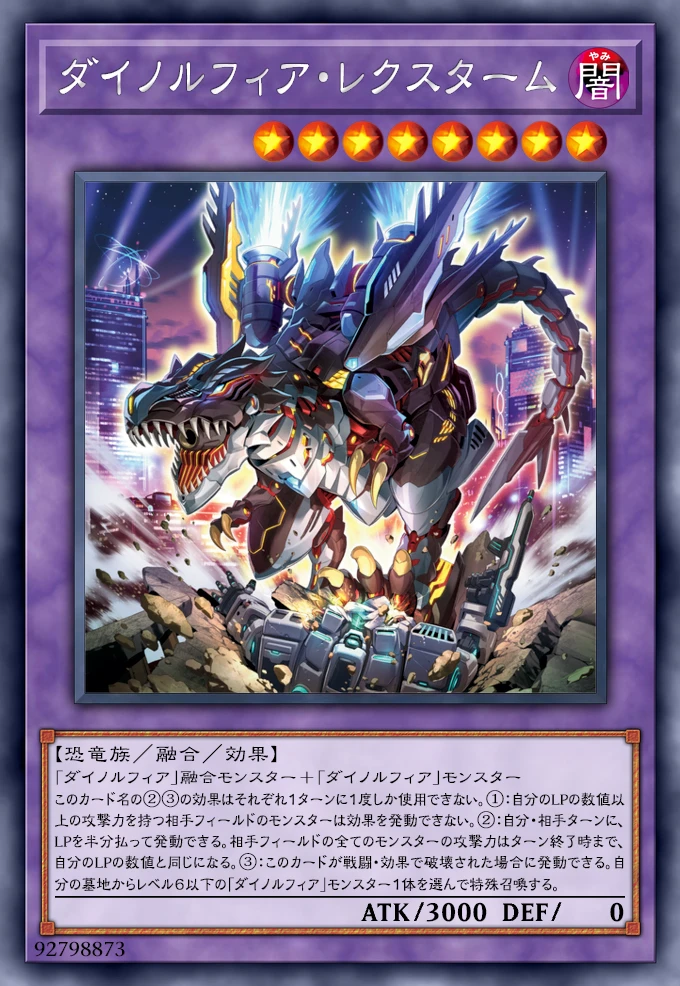 ダイノルフィア・レクスターム
やみ
闇
【恐竜族／融合／効果】
「ダイノルフィア」融合モンスター＋「ダイノルフィア」モンスター
このカード名の②③の効果はそれぞれ1ターンに1度しか使用できない。①：自分のLPの数値以
上の攻撃力を持つ相手フィールドのモンスターは効果を発動できない。②：自分・相手ターンに、
LPを半分払って発動できる。相手フィールドの全てのモンスターの攻撃力はターン終了時まで、
自分のLPの数値と同じになる。③：このカードが戦闘・効果で破壊された場合に発動できる。自
分の墓地からレベル6以下の「ダイノルフィア」モンスター1体を選んで特殊召喚する。
ATK/3000 DEF/ 0
92798873